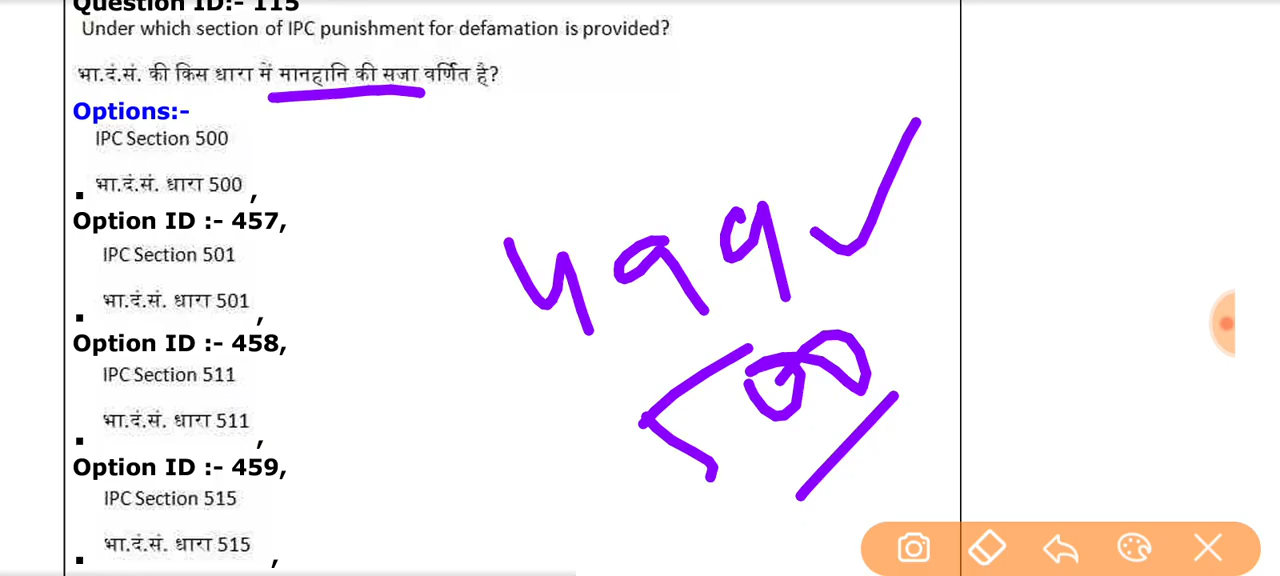 Question ID:- 115
Under which section of IPC punishment for defamation is provided?
भा.दं.सं. की किस धारा में मानहानि की सजा वर्णित है?
Options:-
IPC Section 500
भा.दं.सं. धारा 500 ,
Option ID :- 457,
IPC Section 501
भा.दं.सं. धारा 501 ,
Option ID :- 458,
IPC Section 511
भा.दं.सं. धारा 511 ,
Option ID :- 459,
IPC Section 515
भा.दं.सं. धारा 515 ,
499
500